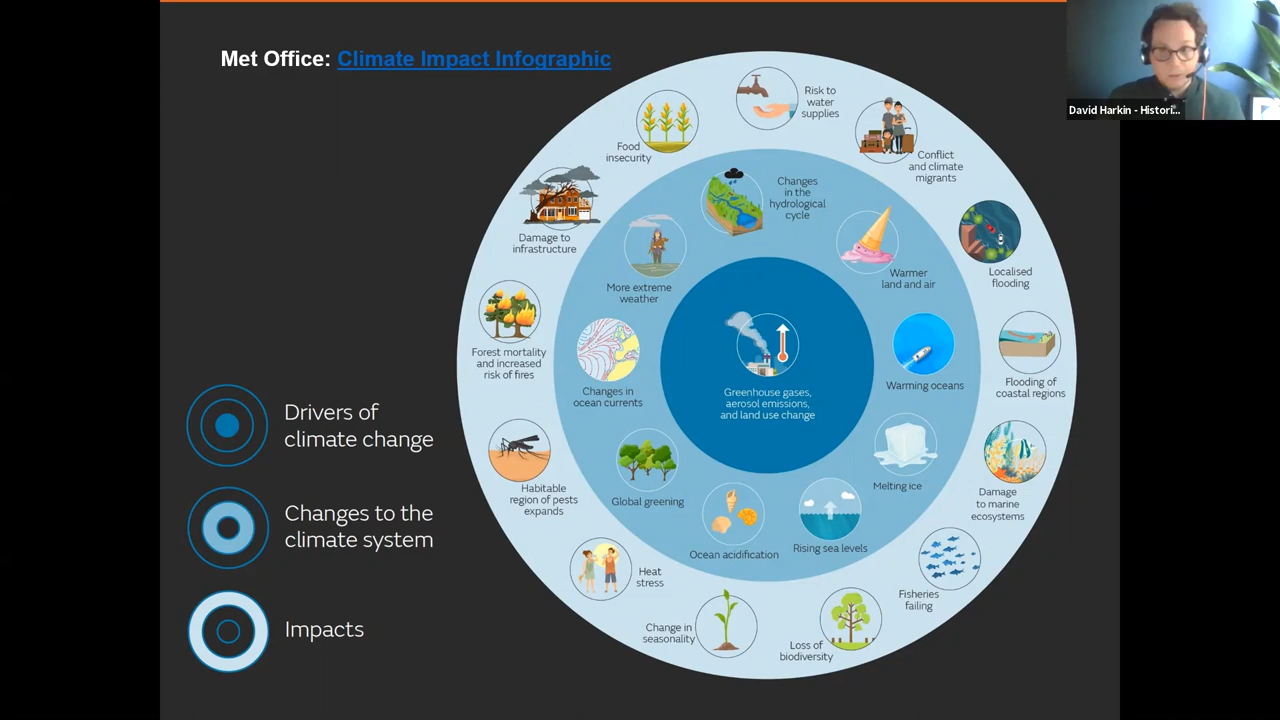 Met Office: Climate Impact Infographic
David Harkin - Histori...
Risk to
water
supplies
Conflict
and climate
migrants
Localised
flooding
Flooding of
coastal regions
Damage
to marine
ecosystems
Fisheries
failing
Loss of
biodiversity
Change in
seasonality
Heat
stress
Habitable
region of pests
expands
Forest mortality
and increased
risk of fires
Damage to
infrastructure
Food
insecurity
Changes
in the
hydrological
cycle
Warmer
land and air
Warming oceans
Melting ice
Rising sea levels
Ocean acidification
Global greening
Changes in
ocean currents
More extreme
weather
Greenhouse gases,
aerosol emissions,
and land use change
Drivers of
climate change
Changes to the
climate system
Impacts